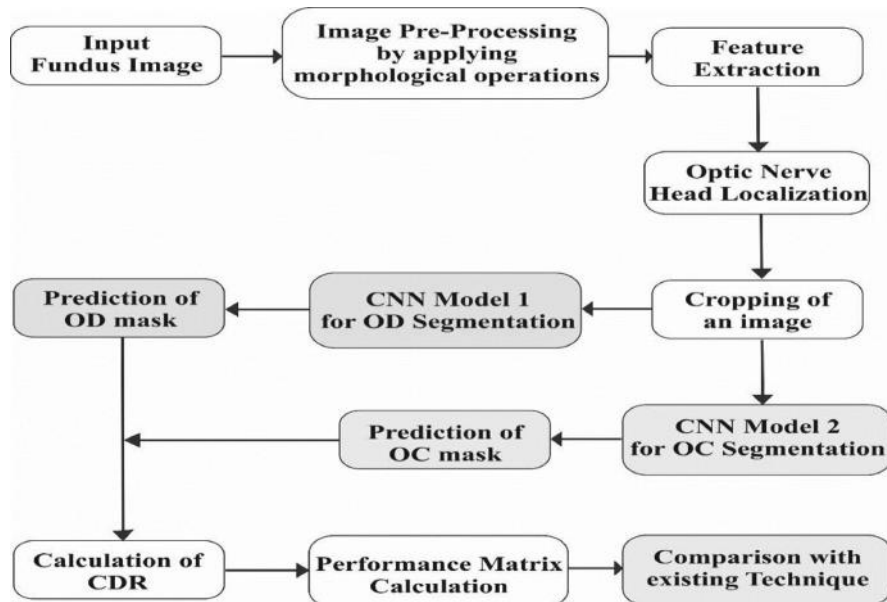 Input
Fundus Image
Image Pre-Processing
by applying
morphological operations
Feature
Extraction
Optic Nerve
Head Localization
Prediction of
OD mask
CNN Model 1
for OD Segmentation
Cropping of
an image
Prediction of
OC mask
CNN Model 2
for OC Segmentation
Calculation of
CDR
Performance Matrix
Calculation
Comparison with
existing Technique